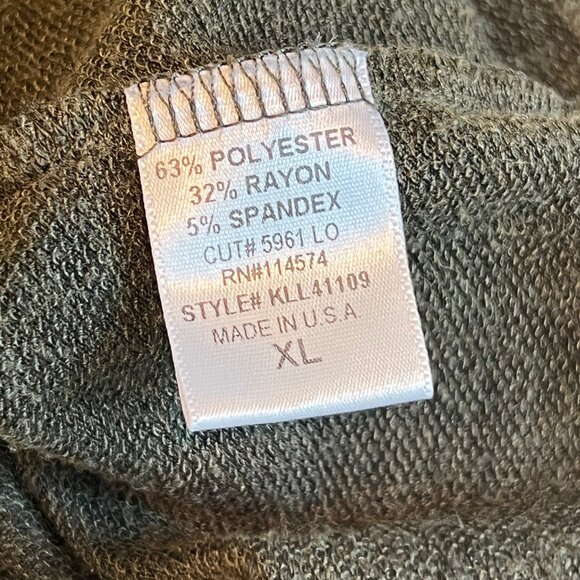 63% POLYESTER
32% RAYON
5% SPANDEX
CUT# 5961 LO
RN#114574
STYLE# KLL41109
MADE IN U.S.A
XL